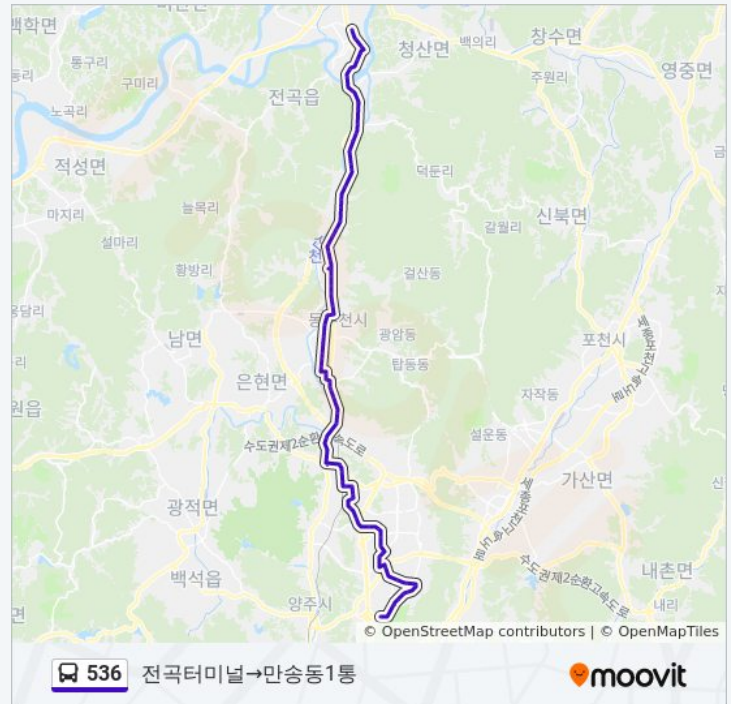 백학면
청산면
백의리
창수면
영중면
통구리
구미리
주원리
전곡읍
노곡리
적성면
덕둔리
마지리
늘목리
신북면
설마리
갈월리
황방리
걸산동
남면
광암동
포천시
탑동동
은현면
자작동
설운동
가산면
광적면
백석읍
내촌면
내리
양주시
수도권제2순환고속도로
© OpenStreetMap contributors | © OpenMapTiles
536 전곡터미널→만송동1통 moovit